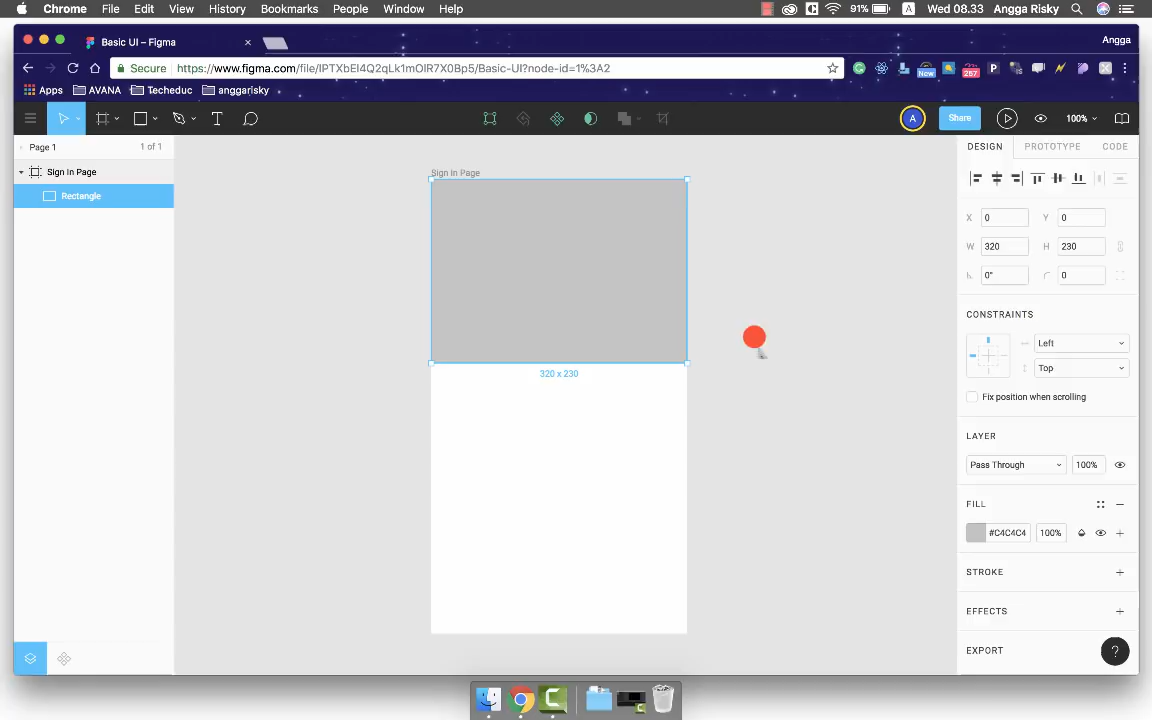 Chrome File Edit View History Bookmarks People Window Help 91% A Wed 08.33 Angga Risky
Basic UI – Figma Angga
Secure https://www.figma.com/file/IPTXbEI4Q2qLk1mOIR7X0Bp5/Basic-UI?node-id=1%3A2 Now 267 P
Apps AVANA Techeduc anggarisky
T A Share 100%
Page 1 1 of 1 DESIGN PROTOTYPE CODE
Sign In Page Sign In Page
Rectangle
X 0 Y 0
W 320 H 230
0° 0
CONSTRAINTS
Left
Top
320 x 230
Fix position when scrolling
LAYER
Pass Through 100%
FILL
#C4C4C4 100%
STROKE
EFFECTS
EXPORT ?